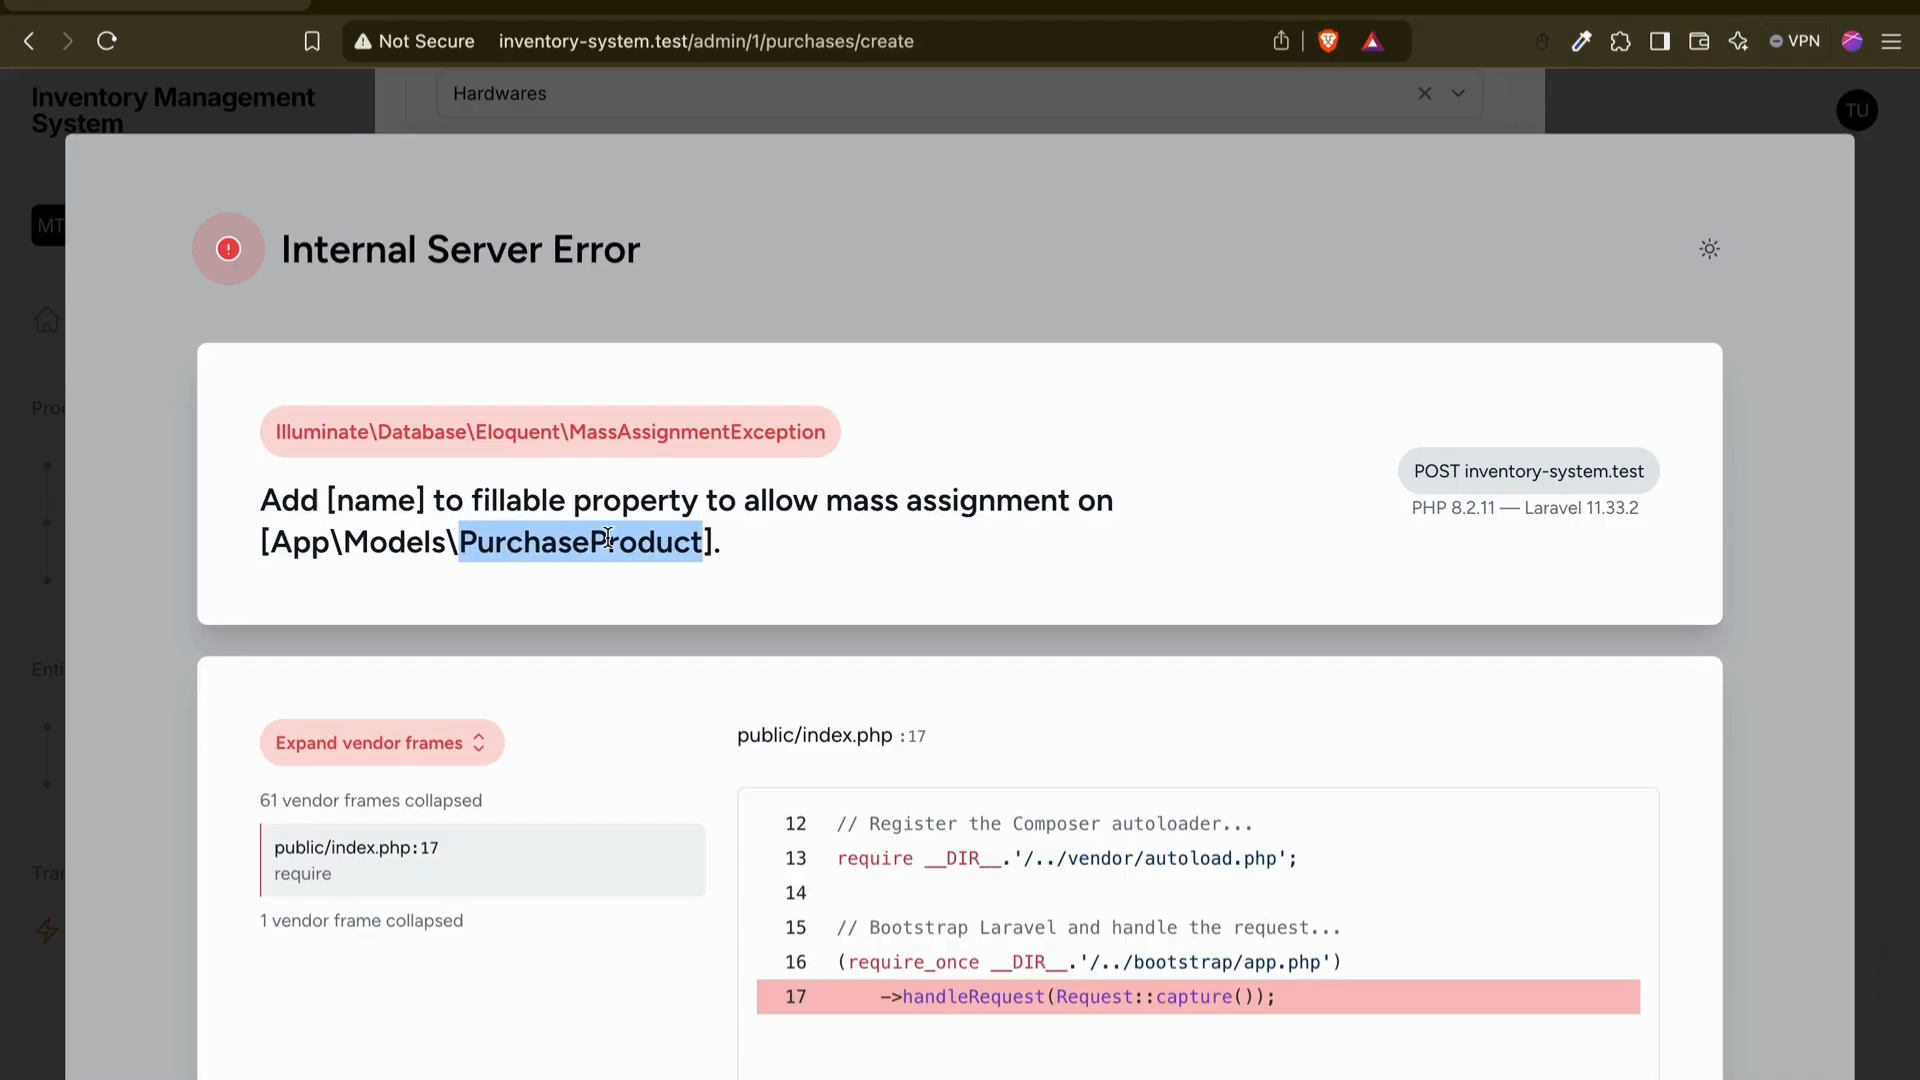 Not Secure inventory-system.test/admin/1/purchases/create
VPN
Inventory Management
System
Hardwares
TU
MT
Internal Server Error
Illuminate\Database\Eloquent\MassAssignmentException
Add [name] to fillable property to allow mass assignment on
[App\Models\PurchaseProduct].
POST inventory-system.test
PHP 8.2.11 — Laravel 11.33.2
Pro
Enti
Tra
Expand vendor frames
61 vendor frames collapsed
public/index.php:17
require
1 vendor frame collapsed
public/index.php :17
12 // Register the Composer autoloader...
13 require __DIR__.'/../vendor/autoload.php';
14
15 // Bootstrap Laravel and handle the request...
16 (require_once __DIR__.'/../bootstrap/app.php')
17 ->handleRequest(Request::capture());